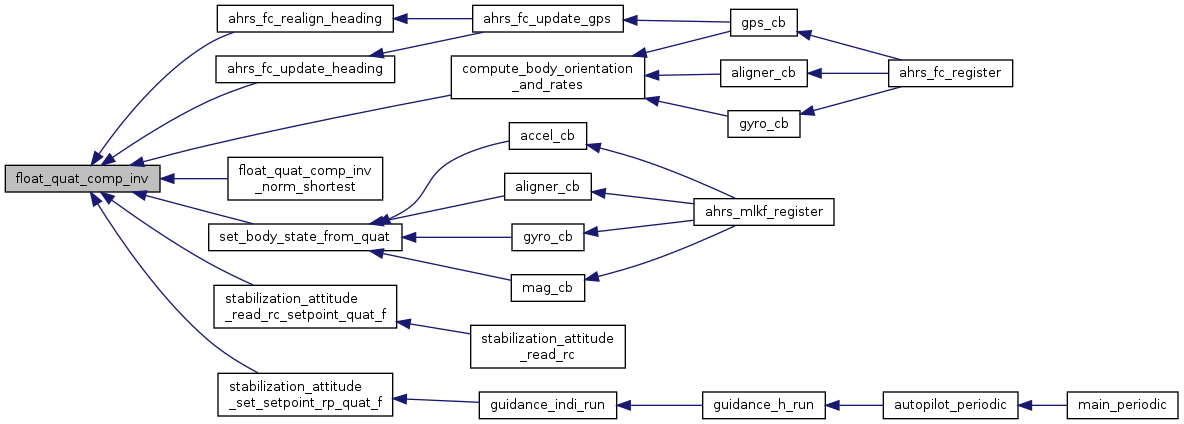 float_quat_comp_inv
ahrs_fc_realign_heading
ahrs_fc_update_gps
gps_cb
ahrs_fc_register
ahrs_fc_update_heading
compute_body_orientation
_and_rates
aligner_cb
gyro_cb
float_quat_comp_inv
_norm_shortest
set_body_state_from_quat
accel_cb
ahrs_mlkf_register
aligner_cb
gyro_cb
mag_cb
stabilization_attitude
_read_rc_setpoint_quat_f
stabilization_attitude
_read_rc
stabilization_attitude
_set_setpoint_rp_quat_f
guidance_indi_run
guidance_h_run
autopilot_periodic
main_periodic